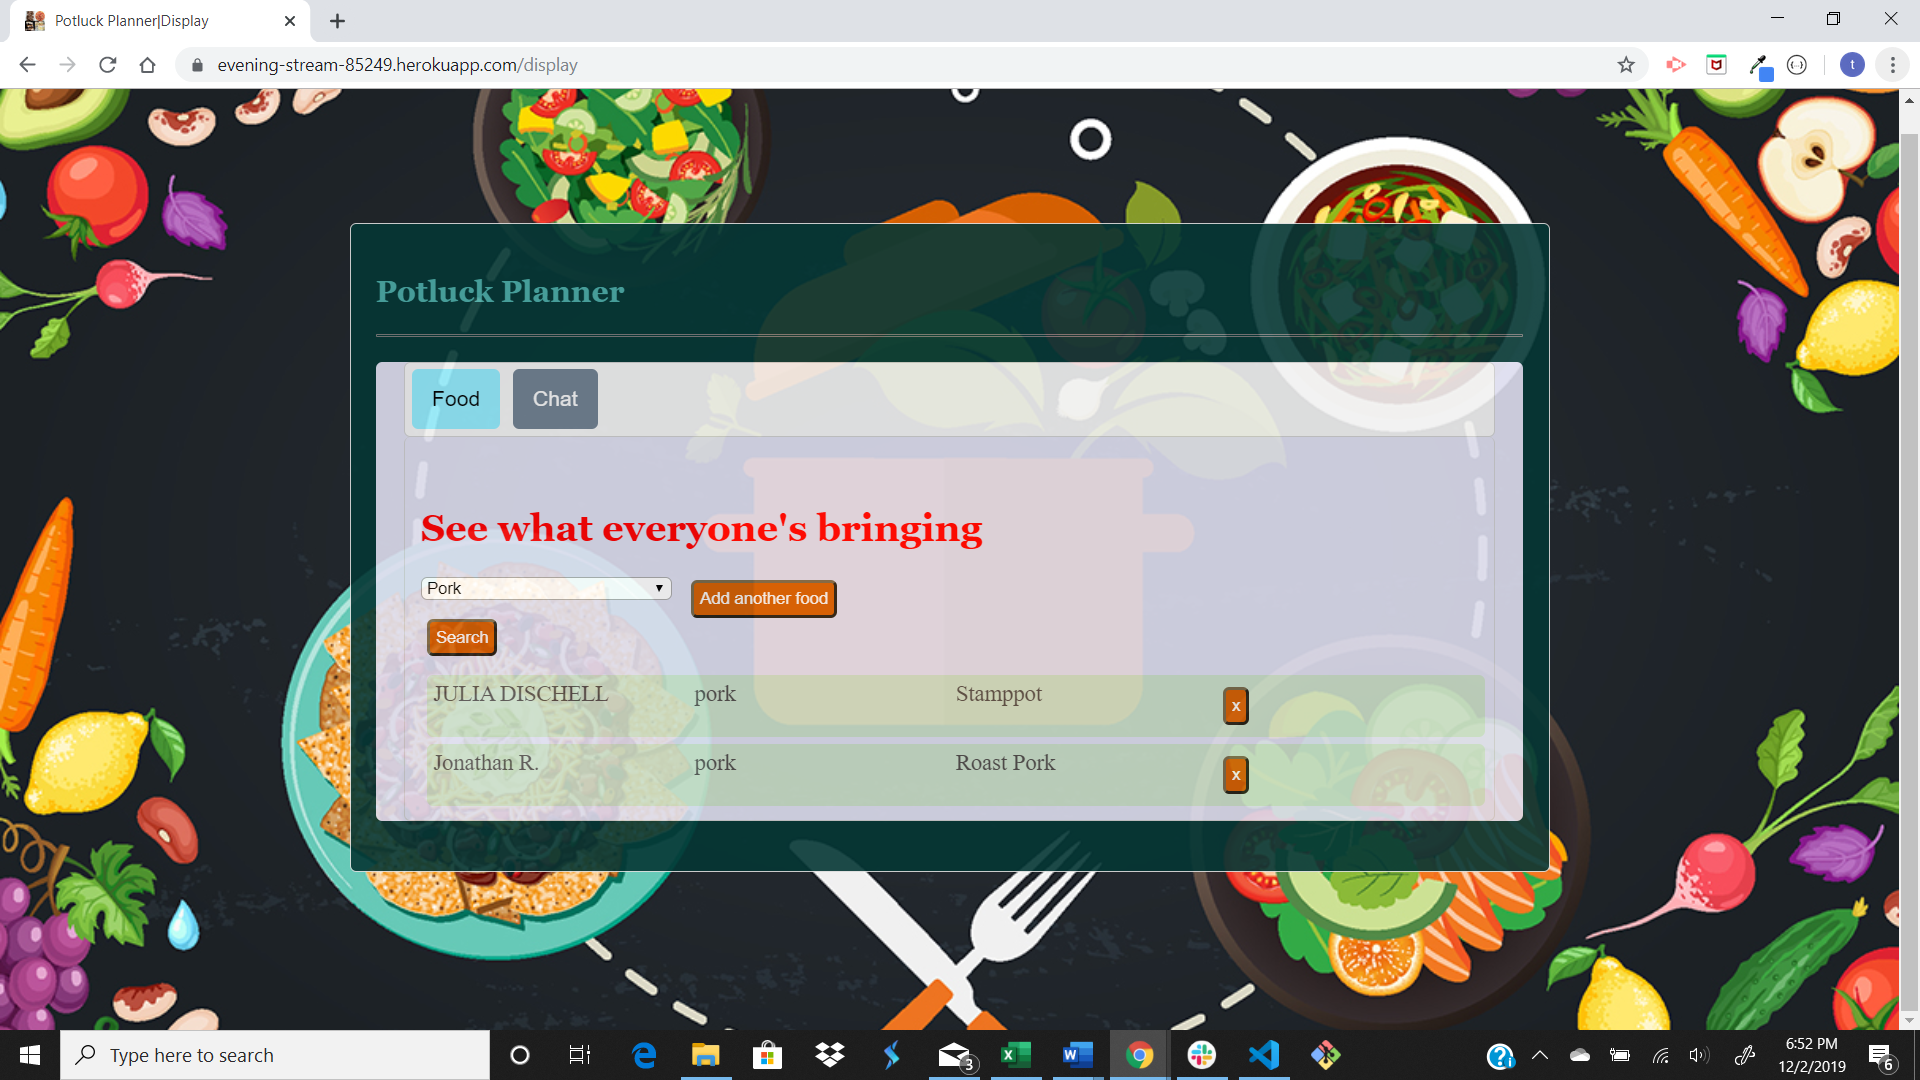 Potluck Planner|Display
evening-stream-85249.herokuapp.com/display
t
Potluck Planner
Food Chat
See what everyone's bringing
Pork
Add another food
Search
JULIA DISCHELL pork Stamppot x
Jonathan R. pork Roast Pork x
Type here to search
3
6:52 PM
12/2/2019
6